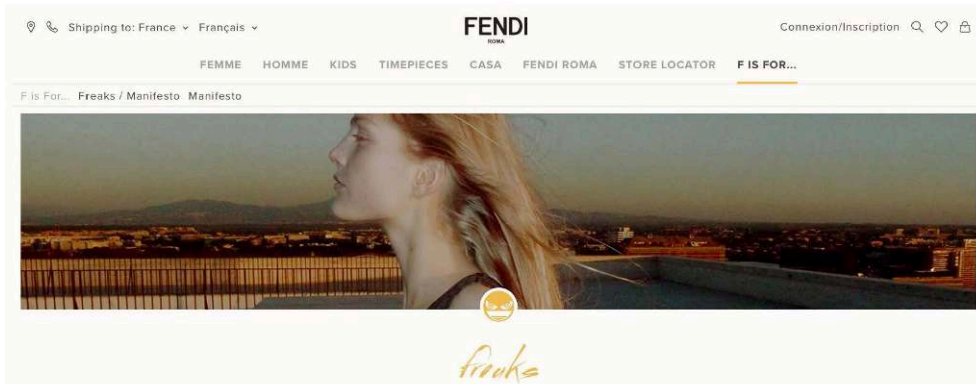 Shipping to: France Français
FENDI
ROMA
Connexion/Inscription
FEMME HOMME KIDS TIMEPIECES CASA FENDI ROMA STORE LOCATOR F IS FOR...
F is For... Freaks / Manifesto Manifesto
freaks